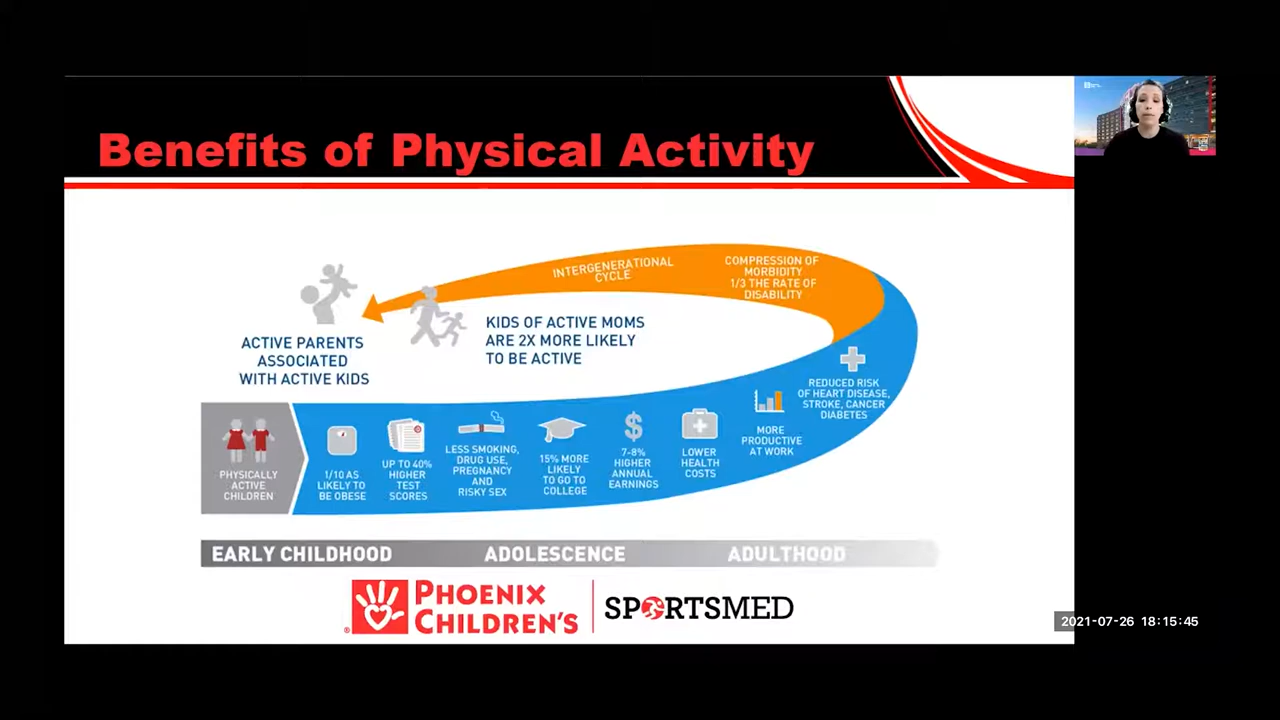 Benefits of Physical Activity
INTERGENERATIONAL
CYCLE
COMPRESSION OF
MORBIDITY
1/3 THE RATE OF
DISABILITY
ACTIVE PARENTS
ASSOCIATED
WITH ACTIVE KIDS
KIDS OF ACTIVE MOMS
ARE 2X MORE LIKELY
TO BE ACTIVE
PHYSICALLY
ACTIVE
CHILDREN
1/10 AS
LIKELY TO
BE OBESE
UP TO 40%
HIGHER
TEST
SCORES
LESS SMOKING,
DRUG USE,
PREGNANCY
AND
RISKY SEX
15% MORE
LIKELY
TO GO TO
COLLEGE
$
7-8%
HIGHER
ANNUAL
EARNINGS
LOWER
HEALTH
COSTS
MORE
PRODUCTIVE
AT WORK
REDUCED RISK
OF HEART DISEASE,
STROKE, CANCER
DIABETES
EARLY CHILDHOOD
ADOLESCENCE
ADULTHOOD
PHOENIX
CHILDREN'S
®
SPORTSMED
2021-07-26 18:15:45